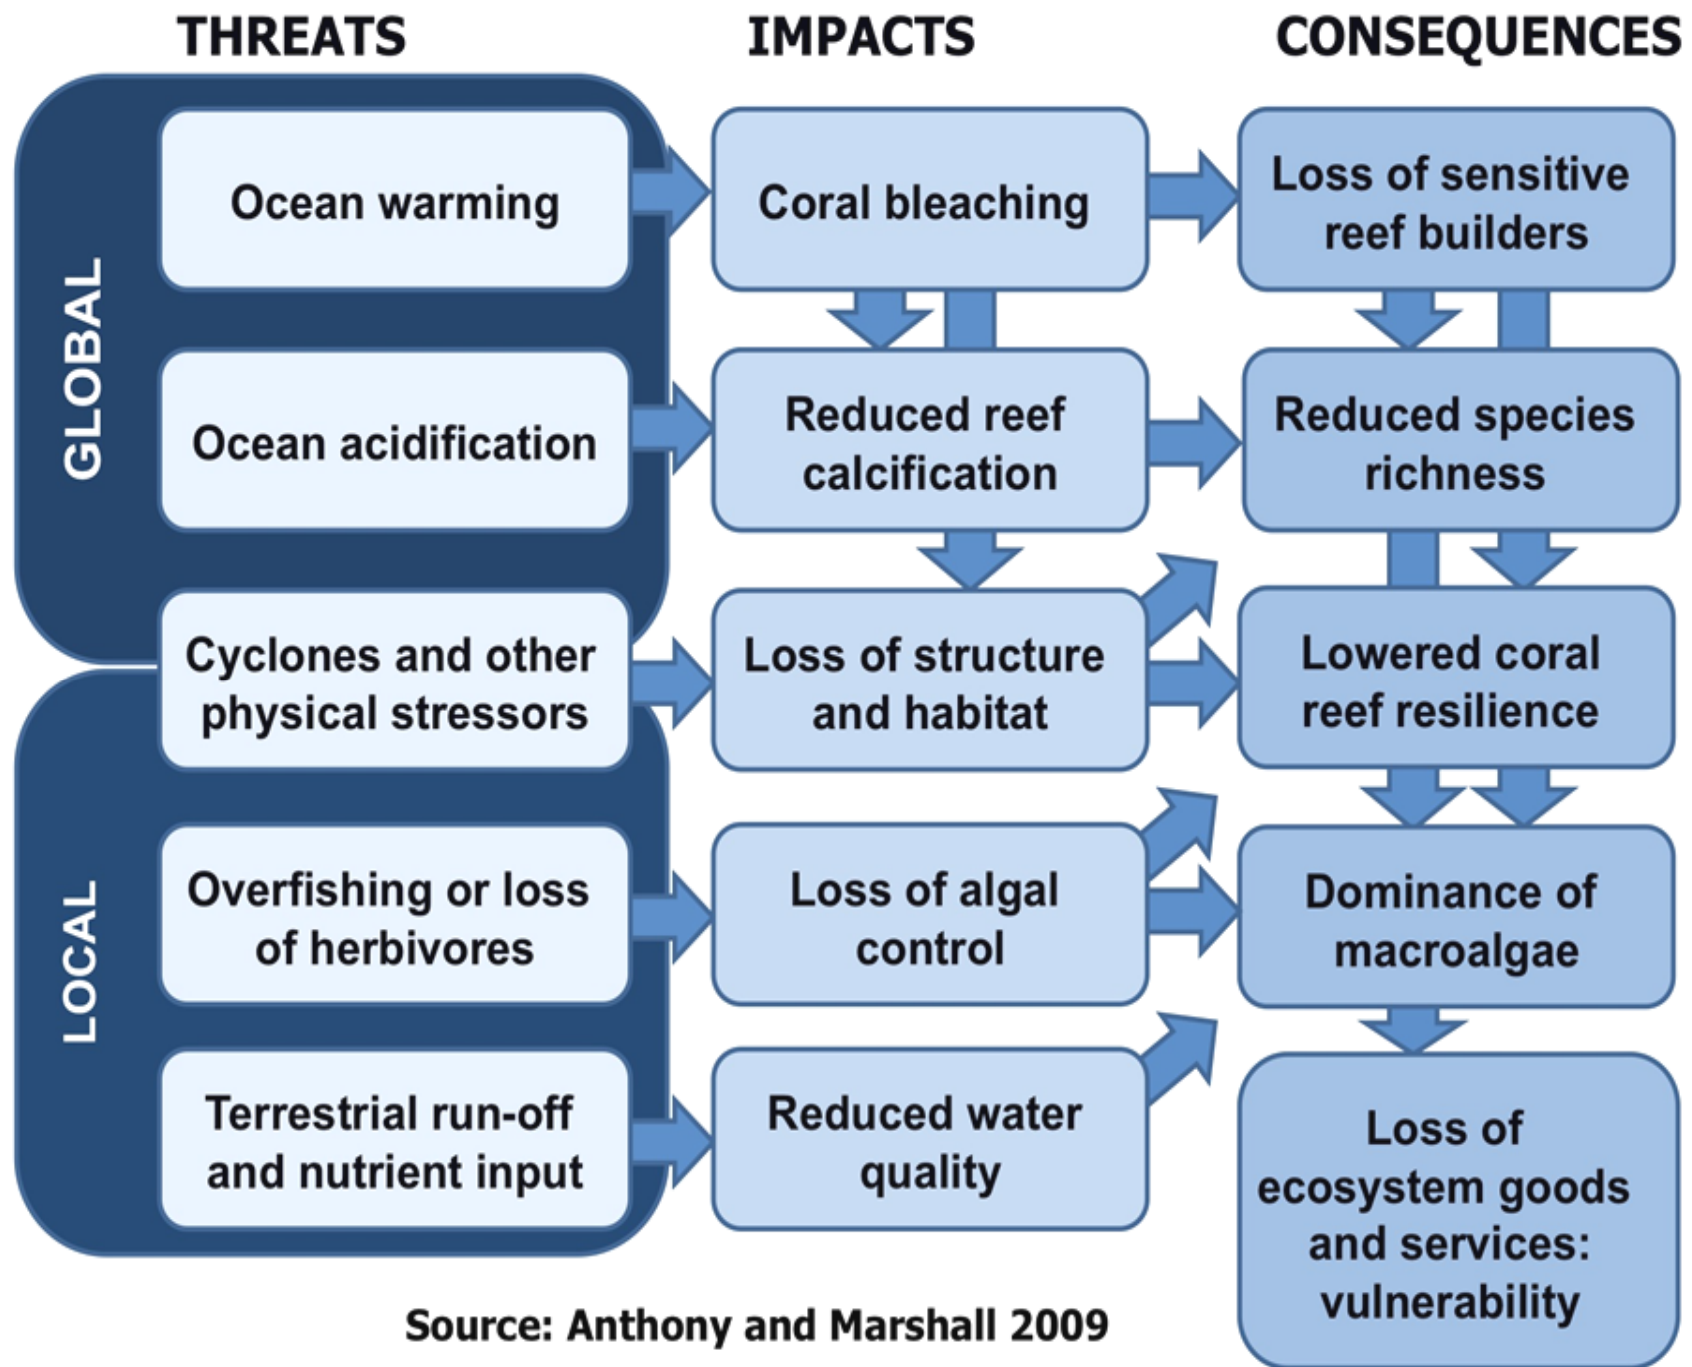 THREATS
IMPACTS
CONSEQUENCES
GLOBAL
Ocean warming
Coral bleaching
Loss of sensitive
reef builders
Ocean acidification
Reduced reef
calcification
Reduced species
richness
Cyclones and other
physical stressors
Loss of structure
and habitat
Lowered coral
reef resilience
LOCAL
Overfishing or loss
of herbivores
Loss of algal
control
Dominance of
macroalgae
Terrestrial run-off
and nutrient input
Reduced water
quality
Loss of
ecosystem goods
and services:
vulnerability
Source: Anthony and Marshall 2009